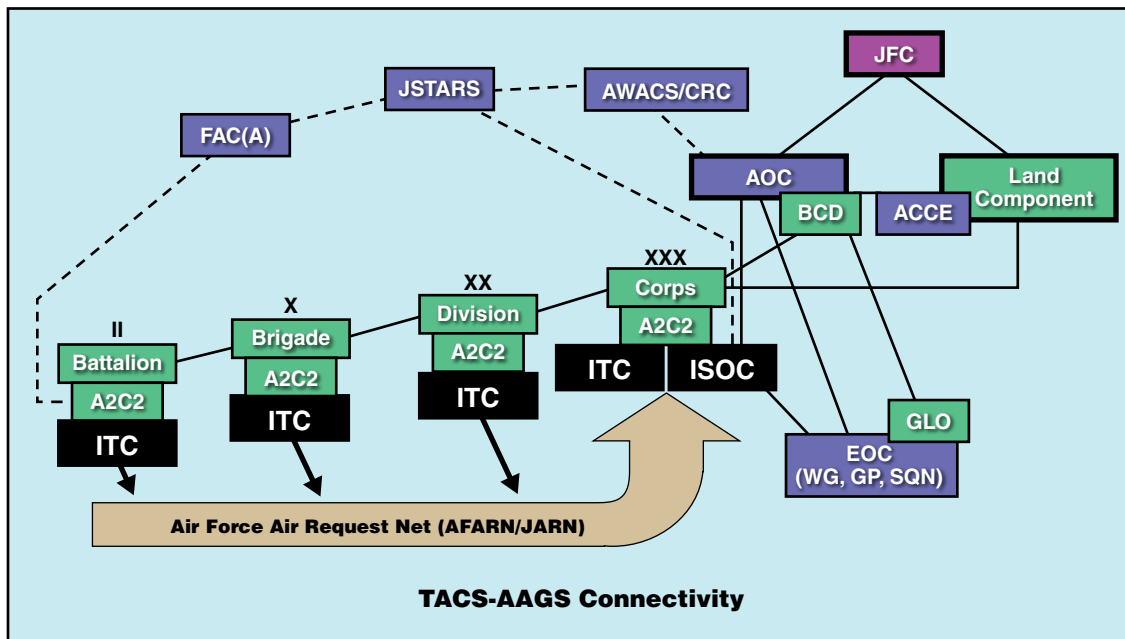 JFC
JSTARS
AWACS/CRC
FAC(A)
AOC
Land
Component
BCD
ACCE
XXX
Corps
A2C2
ITC
ISOC
XX
Division
A2C2
ITC
X
Brigade
A2C2
ITC
II
Battalion
A2C2
ITC
GLO
EOC
(WG, GP, SQN)
Air Force Air Request Net (AFARN/JARN)
TACS-AAGS Connectivity